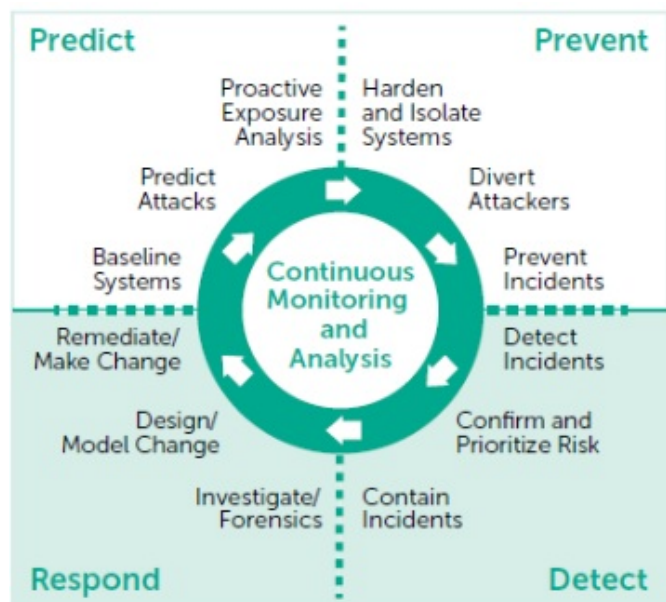 Predict
Prevent
Proactive
Exposure
Analysis
Harden
and Isolate
Systems
Predict
Attacks
Divert
Attackers
Baseline
Systems
Continuous
Monitoring
and
Analysis
Prevent
Incidents
Remediate/
Make Change
Detect
Incidents
Design/
Model Change
Confirm and
Prioritize Risk
Investigate/
Forensics
Contain
Incidents
Respond
Detect